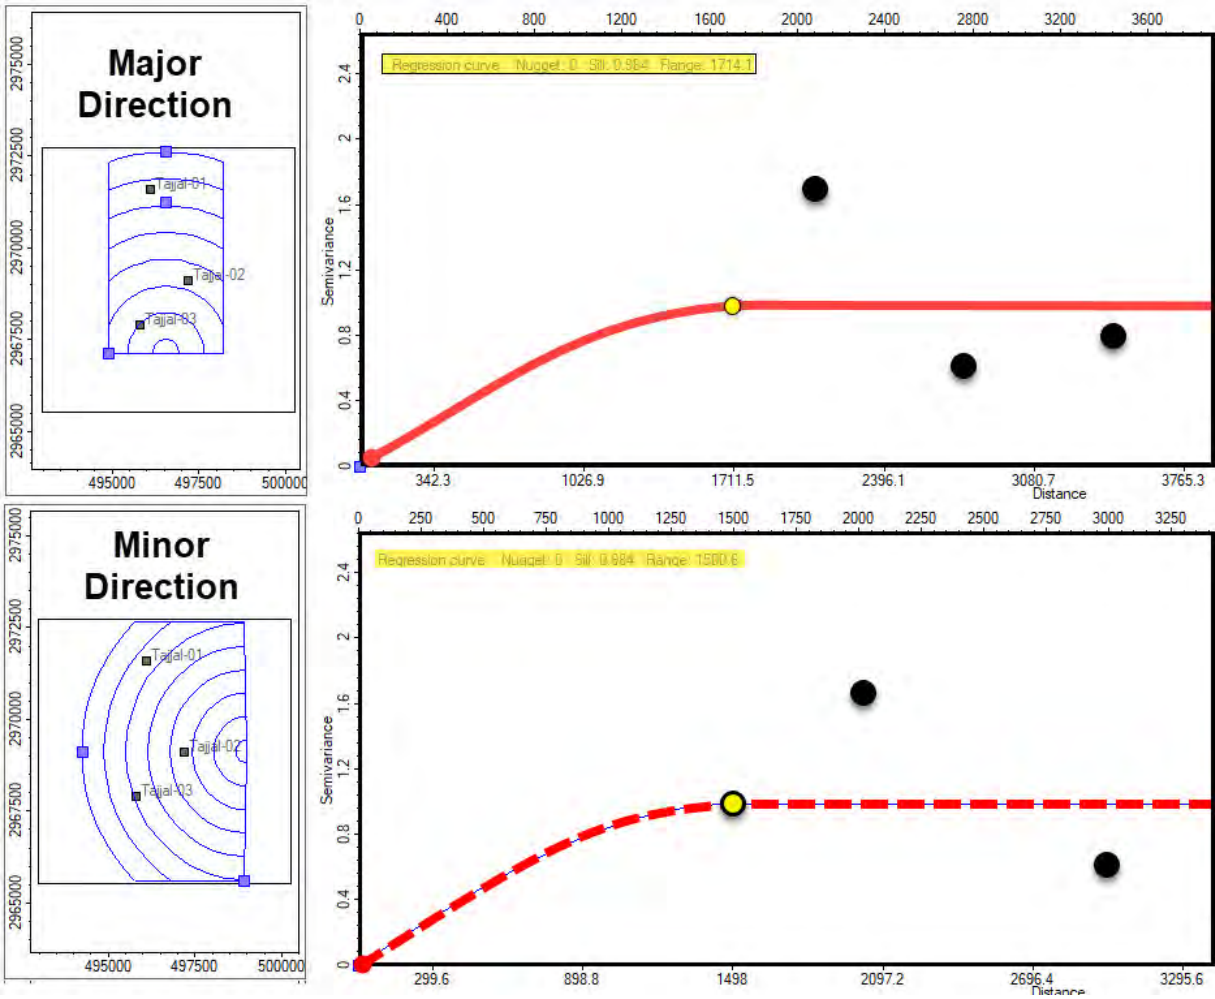 Major
Direction
2975000
2972500
2970000
2967500
2965000
Tajjal-01
Tajjal-02
Tajjal-03
495000 497500 500000
0 400 800 1200 1600 2000 2400 2800 3200 3600
Regression curve Nugget: 0 Sill: 0.984 Range: 1714.1
Semivariance
2.4
2
1.6
1.2
0.8
0.4
0
342.3 1026.9 1711.5 2396.1 3080.7 3765.3
Distance
Minor
Direction
2975000
2972500
2970000
2967500
2965000
Tajjal-01
Tajjal-02
Tajjal-03
495000 497500 500000
0 250 500 750 1000 1250 1500 1750 2000 2250 2500 2750 3000 3250
Regression curve Nugget: 0 Sill: 0.984 Range:
Semivariance
2.4
2
1.6
1.2
0.8
0.4
0
299.6 898.8 1498 2097.2 2696.4 3295.6
Distance